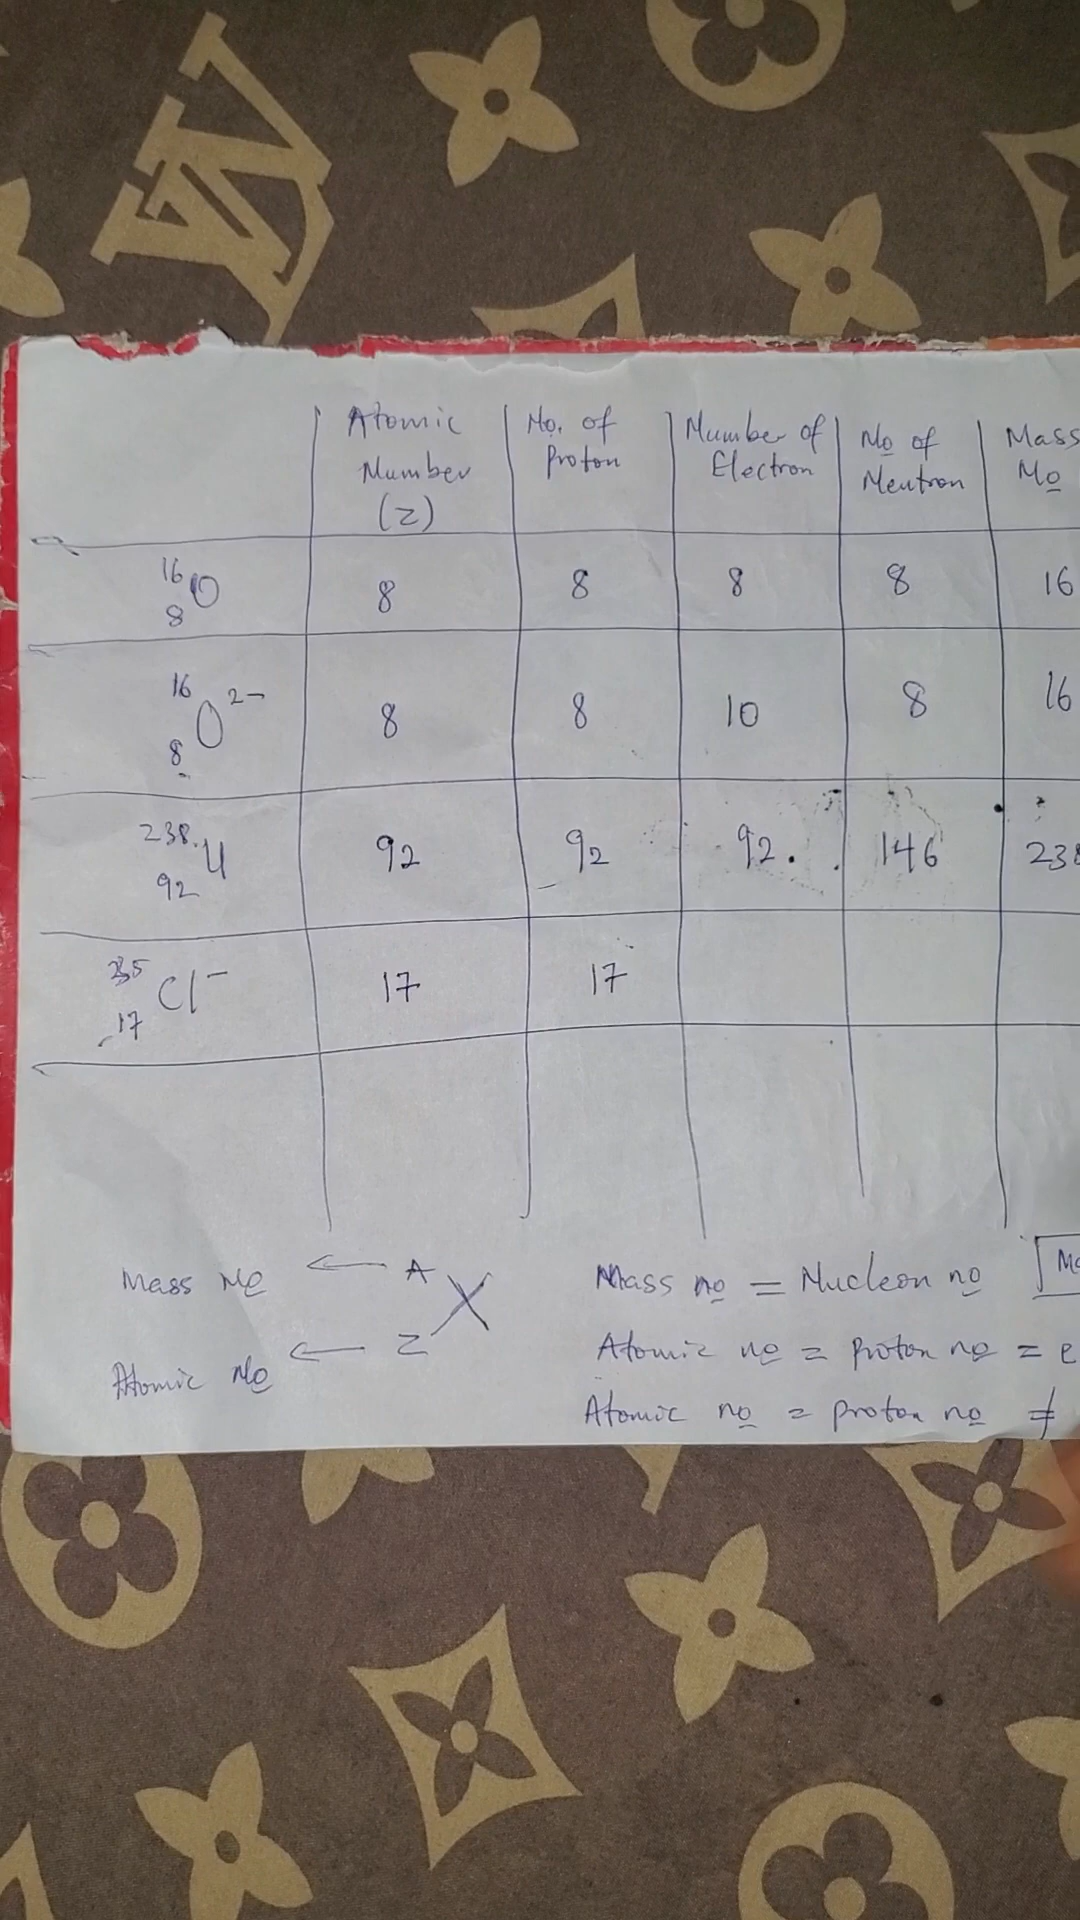 Atomic Number (Z) | No. of Proton | Number of Electron | No of Neutron | Mass No
16 8 O | 8 | 8 | 8 | 8 | 16
16 8 O 2- | 8 | 8 | 10 | 8 | 16
238 92 U | 92 | 92 | 92. | 146 | 238
35 17 Cl - | 17 | 17
Mass No ← A X
Atomic No ← Z
Mass no = Nucleon no
Atomic no = proton no = e
Atomic no = proton no ≠